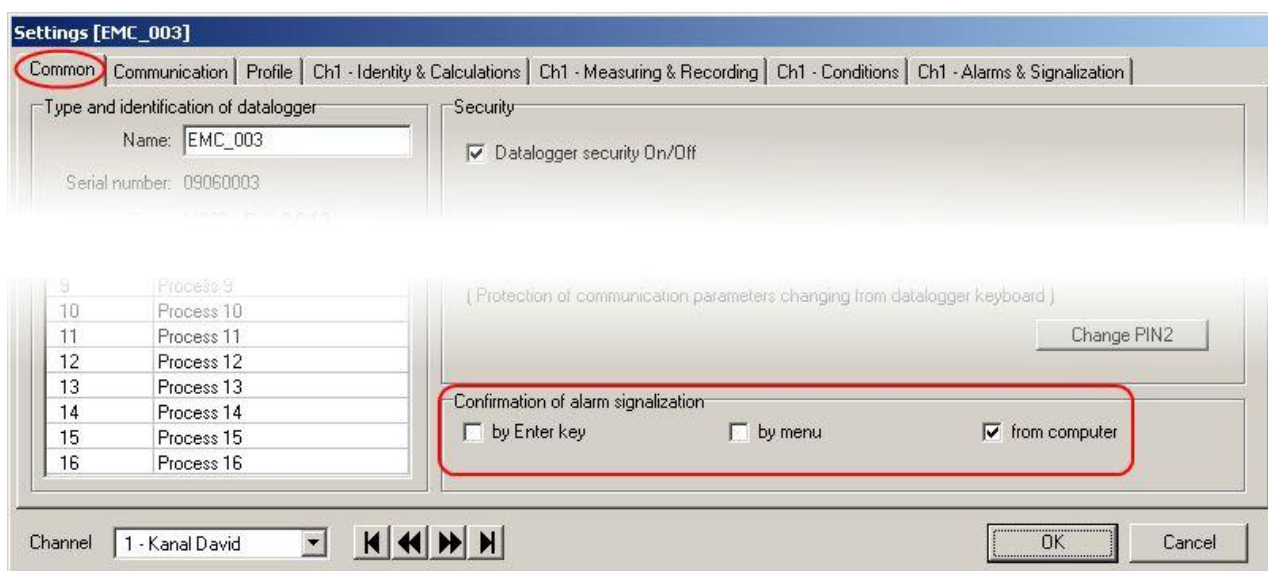 Settings [EMC_003]
Common Communication Profile Ch1 - Identity & Calculations Ch1 - Measuring & Recording Ch1 - Conditions Ch1 - Alarms & Signalization
Type and identification of datalogger
Name: EMC_003
Serial number: 09060003
9 Process 9
10 Process 10
11 Process 11
12 Process 12
13 Process 13
14 Process 14
15 Process 15
16 Process 16
Security
Datalogger security On/Off
( Protection of communication parameters changing from datalogger keyboard )
Change PIN2
Confirmation of alarm signalization
by Enter key by menu from computer
Channel 1 - Kanal David
OK Cancel